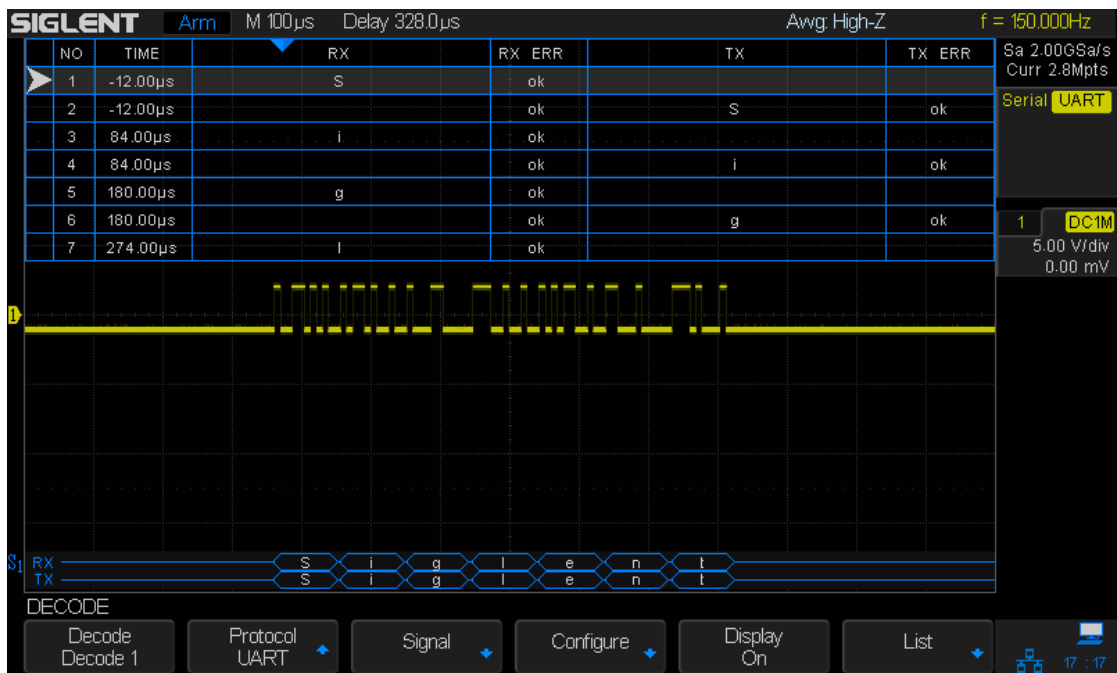 SIGLENT Arm M 100µs Delay 328.0µs Awg: High-Z f = 150.000Hz
Sa 2.00GSa/s
Curr 2.8Mpts
NO TIME RX RX ERR TX TX ERR
1 -12.00µs S ok
2 -12.00µs ok S ok
3 84.00µs i ok
4 84.00µs ok i ok
5 180.00µs g ok
6 180.00µs ok g ok
7 274.00µs l ok
Serial UART
1 DC1M
5.00 V/div
0.00 mV
1
S1 RX S i g l e n t
TX S i g l e n t
DECODE
Decode
Decode 1
Protocol
UART
Signal
Configure
Display
On
List
17 : 17